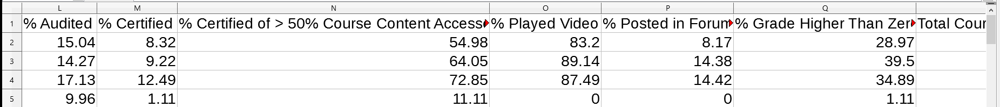 L M N O P Q
1 % Audited % Certified % Certified of > 50% Course Content Access % Played Video % Posted in Forum % Grade Higher Than Zer Total Cour
2 15.04 8.32 54.98 83.2 8.17 28.97
3 14.27 9.22 64.05 89.14 14.38 39.5
4 17.13 12.49 72.85 87.49 14.42 34.89
5 9.96 1.11 11.11 0 0 1.11